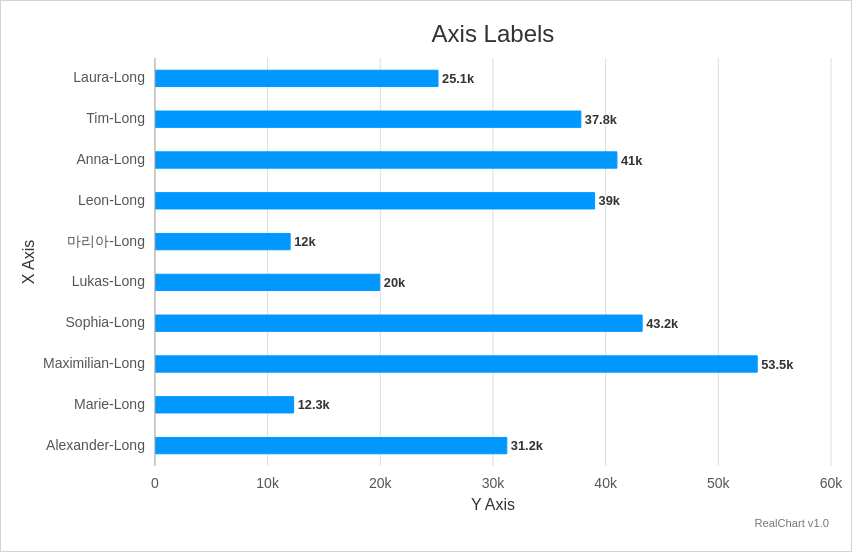 Axis Labels
Laura-Long 25.1k
Tim-Long 37.8k
Anna-Long 41k
Leon-Long 39k
마리아-Long 12k
Lukas-Long 20k
Sophia-Long 43.2k
Maximilian-Long 53.5k
Marie-Long 12.3k
Alexander-Long 31.2k
X Axis
0 10k 20k 30k 40k 50k 60k
Y Axis
RealChart v1.0